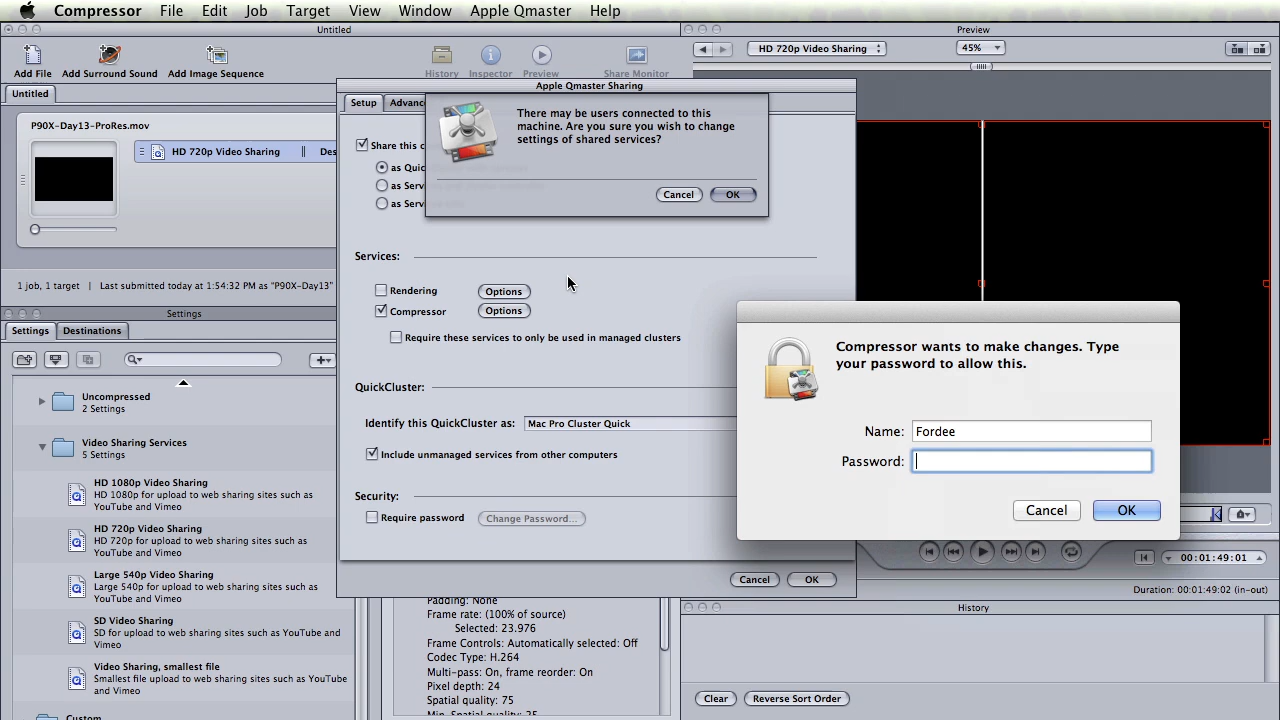 Compressor File Edit Job Target View Window Apple Qmaster Help
Untitled
Add File Add Surround Sound Add Image Sequence
History Inspector Preview Share Monitor
Untitled
P90X-Day13-ProRes.mov
HD 720p Video Sharing
Des
1 job, 1 target | Last submitted today at 1:54:32 PM as "P90X-Day13"
Settings
Settings Destinations
Uncompressed
2 Settings
Video Sharing Services
5 Settings
HD 1080p Video Sharing
HD 1080p for upload to web sharing sites such as
YouTube and Vimeo
HD 720p Video Sharing
HD 720p for upload to web sharing sites such as
YouTube and Vimeo
Large 540p Video Sharing
Large 540p for upload to web sharing sites such as
YouTube and Vimeo
SD Video Sharing
SD for upload to web sharing sites such as YouTube and
Vimeo
Video Sharing, smallest file
Smallest file upload to web sharing sites such as YouTube
and Vimeo
Custom
Apple Qmaster Sharing
Setup Advanc
There may be users connected to this
machine. Are you sure you wish to change
settings of shared services?
Cancel OK
Share this c
as Quic
as Serv
as Serv
Services:
Rendering Options
Compressor Options
Require these services to only be used in managed clusters
QuickCluster:
Identify this QuickCluster as: Mac Pro Cluster Quick
Include unmanaged services from other computers
Security:
Require password Change Password...
Cancel OK
Padding: None
Frame rate: (100% of source)
Selected: 23.976
Frame Controls: Automatically selected: Off
Codec Type: H.264
Multi-pass: On, frame reorder: On
Pixel depth: 24
Spatial quality: 75
Min. Spatial quality: 25
Preview
HD 720p Video Sharing 45%
Compressor wants to make changes. Type
your password to allow this.
Name: Fordee
Password:
Cancel OK
00:01:49:01
Duration: 00:01:49:02 (in-out)
History
Clear Reverse Sort Order